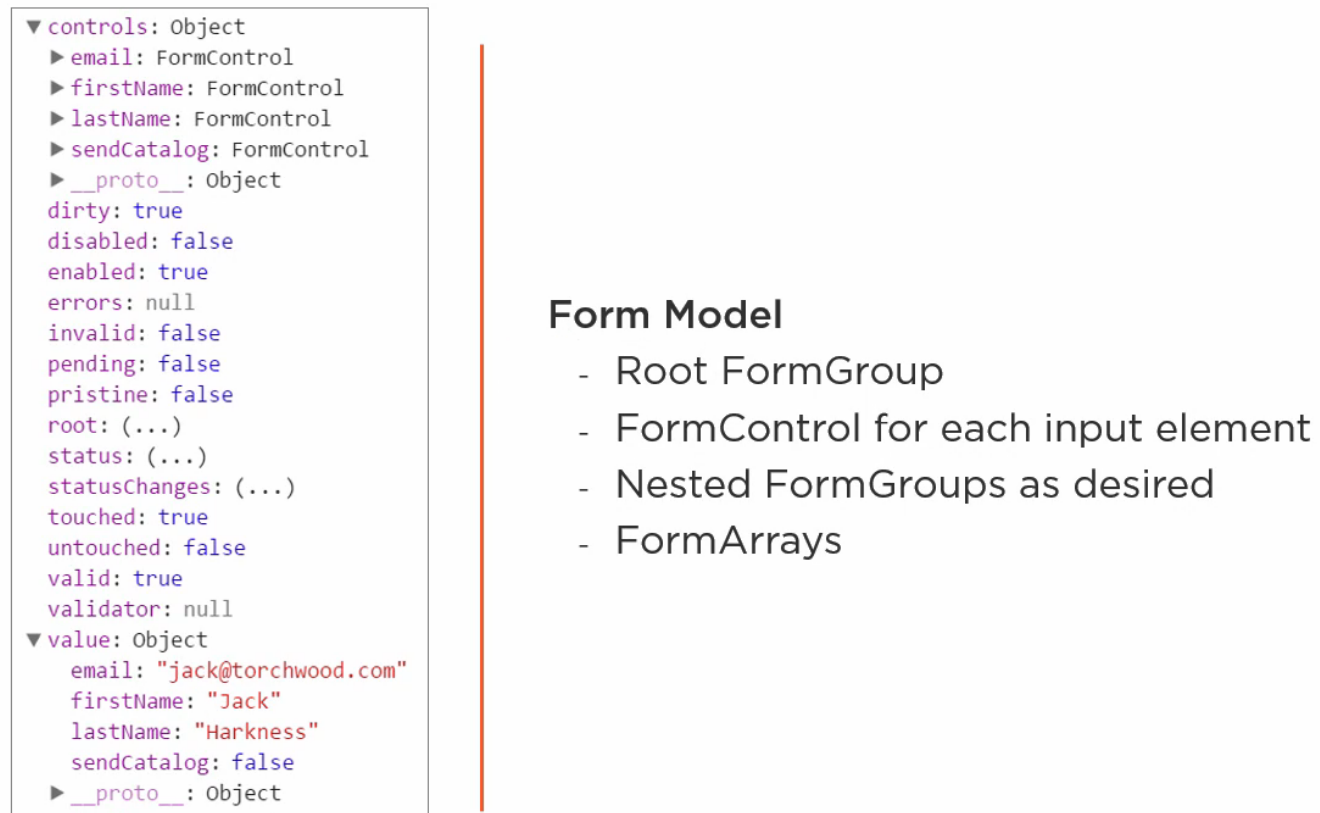 ▼ controls: Object
▶ email: FormControl
▶ firstName: FormControl
▶ lastName: FormControl
▶ sendCatalog: FormControl
▶ __proto__: Object
dirty: true
disabled: false
enabled: true
errors: null
invalid: false
pending: false
pristine: false
root: (...)
status: (...)
statusChanges: (...)
touched: true
untouched: false
valid: true
validator: null
▼ value: Object
email: "jack@torchwood.com"
firstName: "Jack"
lastName: "Harkness"
sendCatalog: false
▶ __proto__: Object
Form Model
- Root FormGroup
- FormControl for each input element
- Nested FormGroups as desired
- FormArrays